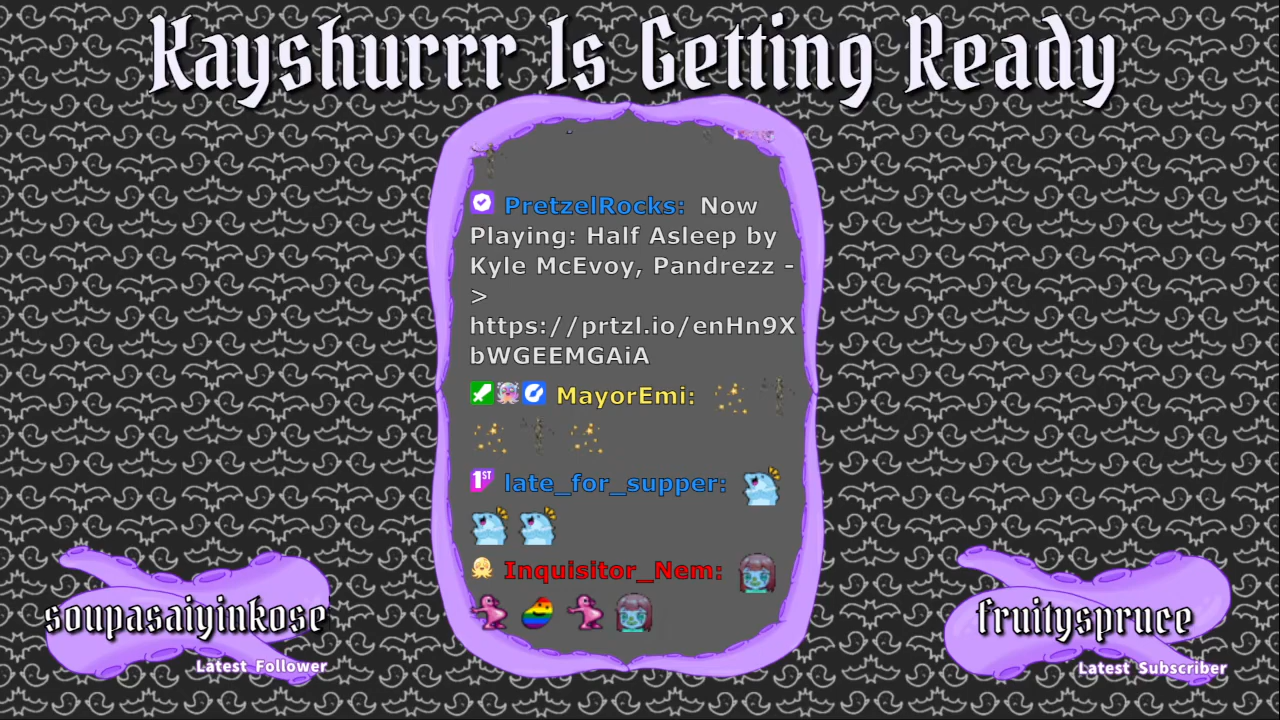 Kayshurrr Is Getting Ready
PretzelRocks: Now
Playing: Half Asleep by
Kyle McEvoy, Pandrezz -
>
https://prtzl.io/enHn9X
bWGEEMGAiA
MayorEmi:
1ST late_for_supper:
Inquisitor_Nem:
soupasaiyinkose
Latest Follower
fruityspruce
Latest Subscriber